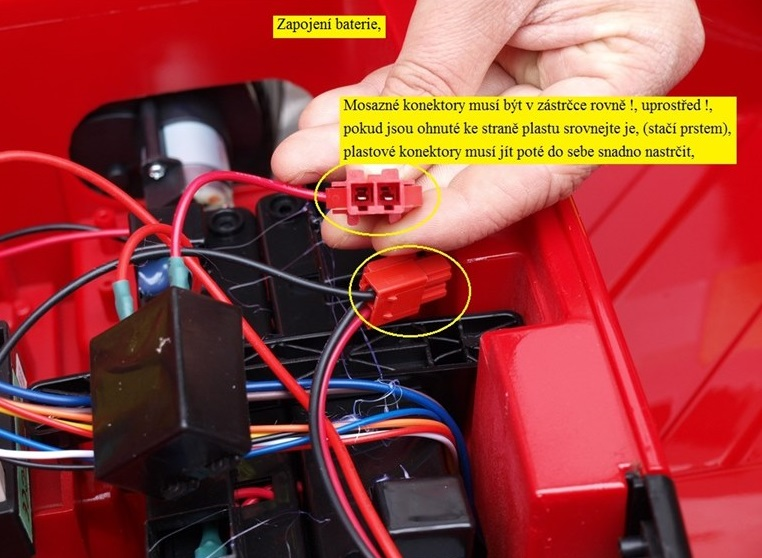 Zapojení baterie,
Mosazné konektory musí být v zástrčce rovně !, uprostřed !,
pokud jsou ohnuté ke straně plastu srovnejte je, (stačí prstem),
plastové konektory musí jít poté do sebe snadno nastrčit,